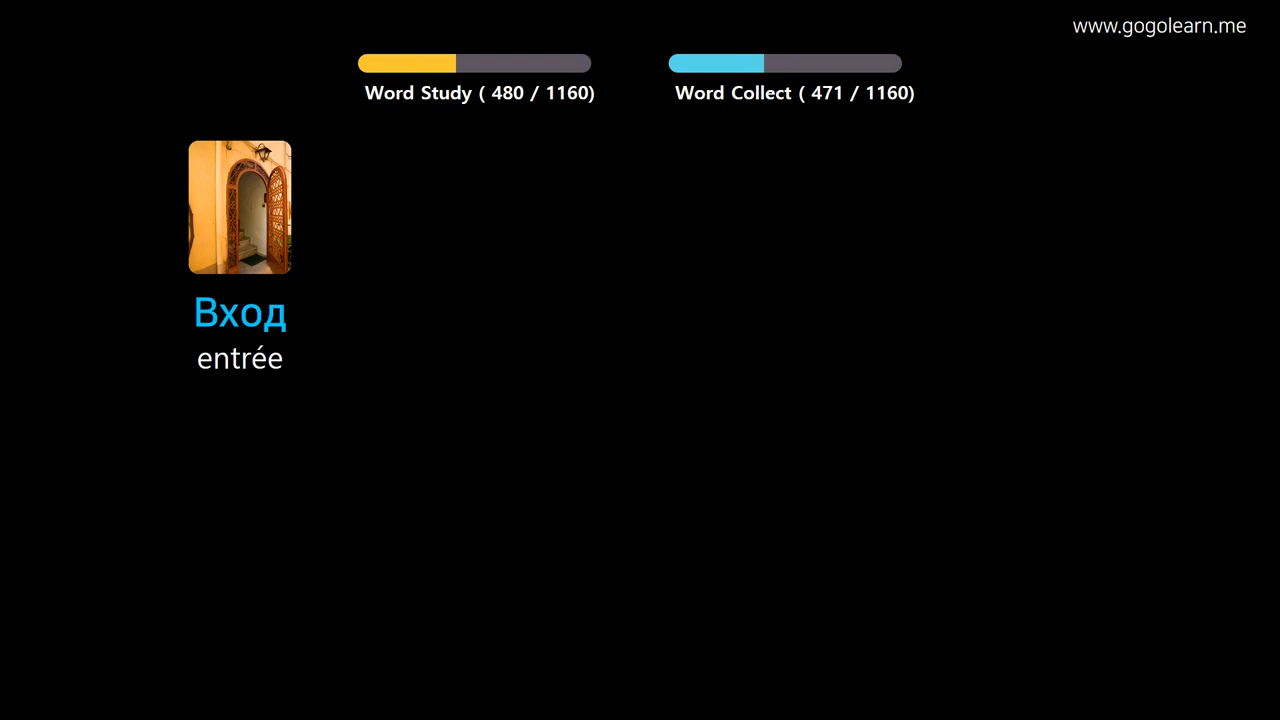 www.gogolearn.me
Word Study ( 480 / 1160)
Word Collect ( 471 / 1160)
Вход
entrée